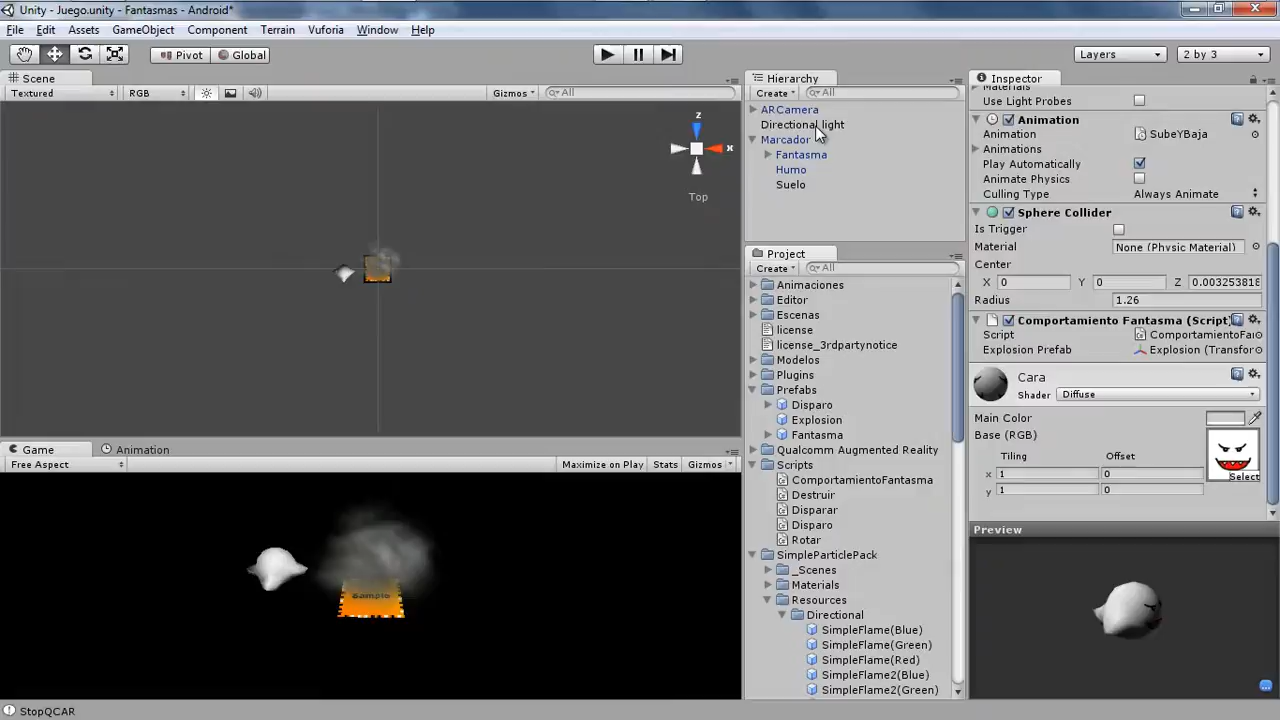 Unity - Juego.unity - Fantasmas - Android*
File Edit Assets GameObject Component Terrain Vuforia Window Help
Pivot Global Layers 2 by 3
Scene
Textured RGB Gizmos All
z
x
Top
Game Animation
Free Aspect Maximize on Play Stats Gizmos
Sample
Hierarchy
Create All
ARCamera
Directional light
Marcador
Fantasma
Humo
Suelo
Project
Create All
Animaciones
Editor
Escenas
license
license_3rdpartynotice
Modelos
Plugins
Prefabs
Disparo
Explosion
Fantasma
Qualcomm Augmented Reality
Scripts
ComportamientoFantasma
Destruir
Disparar
Disparo
Rotar
SimpleParticlePack
_Scenes
Materials
Resources
Directional
SimpleFlame(Blue)
SimpleFlame(Green)
SimpleFlame(Red)
SimpleFlame2(Blue)
SimpleFlame2(Green)
Inspector
Materials
Use Light Probes
Animation
Animation SubeYBaja
Animations
Play Automatically
Animate Physics
Culling Type Always Animate
Sphere Collider
Is Trigger
Material None (Physic Material)
Center
X 0 Y 0 Z 0.003253818
Radius 1.26
Comportamiento Fantasma (Script)
Script ComportamientoFa
Explosion Prefab Explosion (Transfor
Cara
Shader Diffuse
Main Color
Base (RGB)
Tiling Offset
x 1 0
y 1 0
Select
Preview
StopQCAR